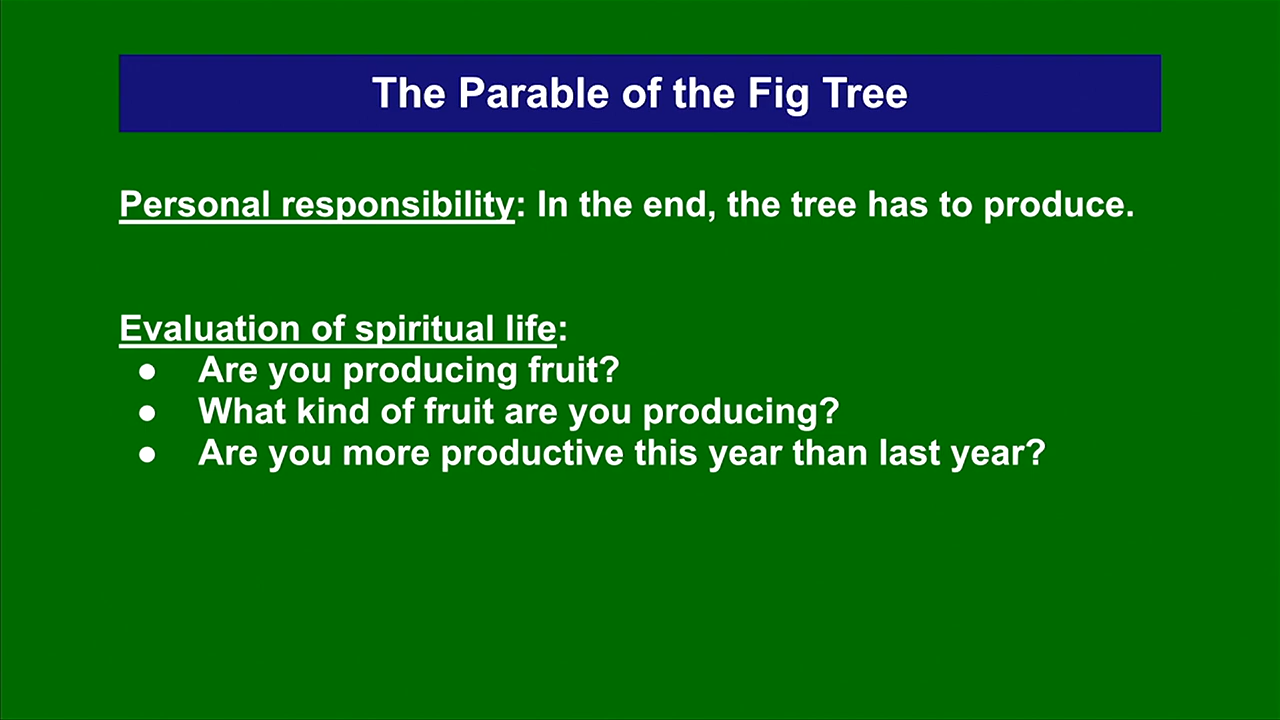 The Parable of the Fig Tree
Personal responsibility: In the end, the tree has to produce.
Evaluation of spiritual life:
● Are you producing fruit?
● What kind of fruit are you producing?
● Are you more productive this year than last year?